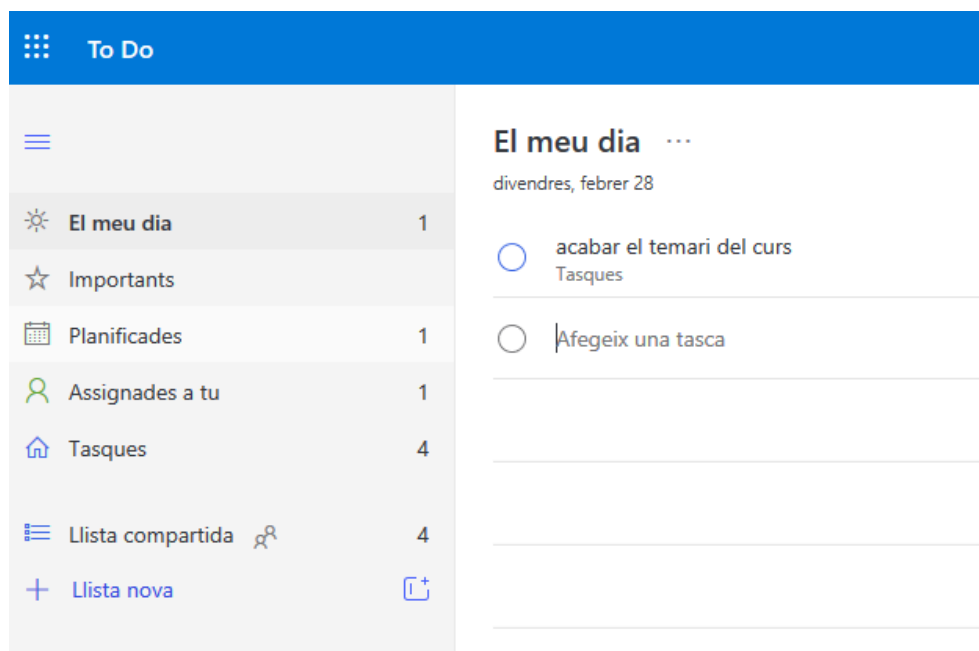 To Do
El meu dia 1
Importants
Planificades 1
Assignades a tu 1
Tasques 4
Llista compartida 4
Llista nova
El meu dia ...
divendres, febrer 28
acabar el temari del curs
Tasques
Afegeix una tasca